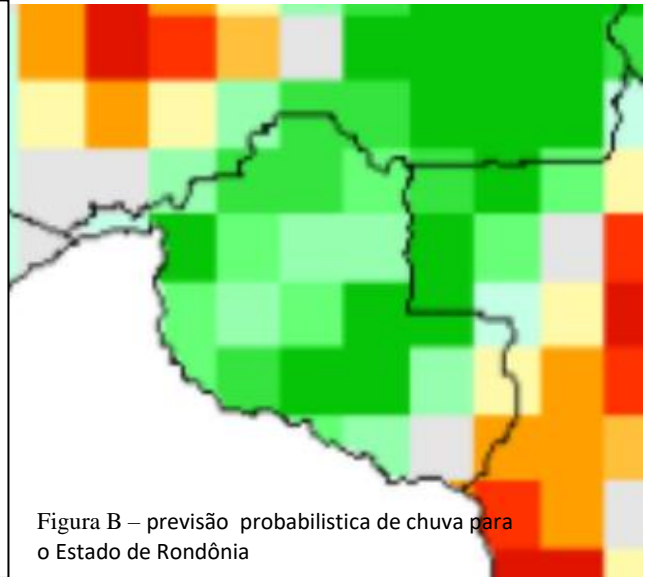 Figura B – previsão probabilistica de chuva para
o Estado de Rondônia